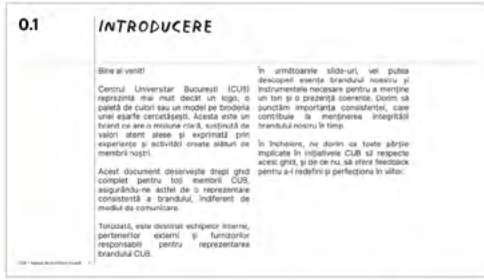 0.1
INTRODUCERE
Bine ai venit!
Centrul Universitar București (CUB)
reprezintă mai mult decât un logo, o
paletă de culori sau un model pe broderia
unei eșarfe cercetășești. Acesta este un
brand ce are o misiune clară, susținută de
valori atent alese și exprimată prin
experiențe și activități create alături de
membrii noștri.
Acest document deservește drept ghid
complet pentru toți membrii CUB,
asigurându-ne astfel de o reprezentare
consistentă a brandului, indiferent de
mediul de comunicare.
Totodată, este destinat echipelor interne,
partenerilor externi și furnizorilor
responsabili pentru reprezentarea
brandului CUB.
În următoarele slide-uri, vei putea
descoperi esența brandului nostru și
instrumentele necesare pentru a menține
un ton și o prezență coerente. Dorim să
punctăm importanța consistenței, care
contribuie la menținerea integrității
brandului nostru în timp.
În încheiere, ne dorim ca toate părțile
implicate în inițiativele CUB să respecte
acest ghid, și de ce nu, să ofere feedback
pentru a-l redefini și perfecționa în viitor.